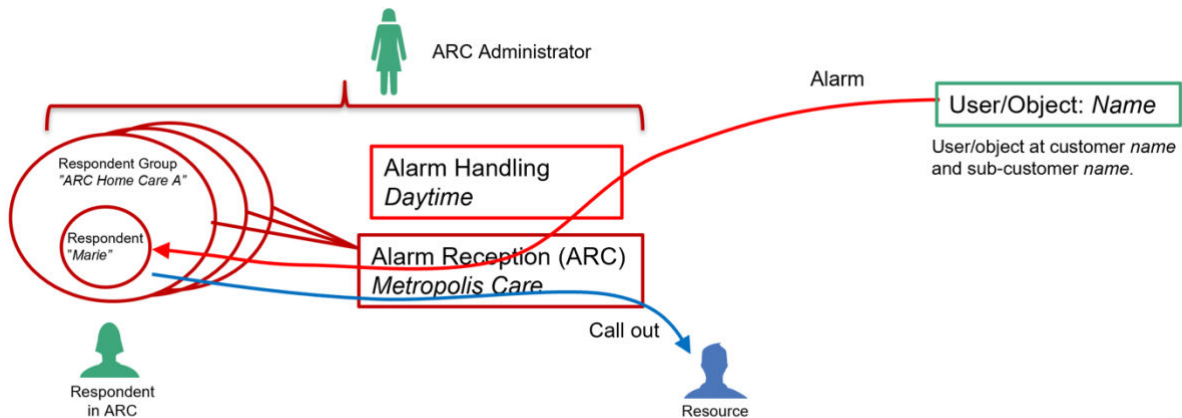 ARC Administrator
Alarm
User/Object: Name
User/object at customer name
and sub-customer name.
Respondent Group
"ARC Home Care A"
Respondent
"Marie"
Alarm Handling
Daytime
Alarm Reception (ARC)
Metropolis Care
Call out
Respondent
in ARC
Resource